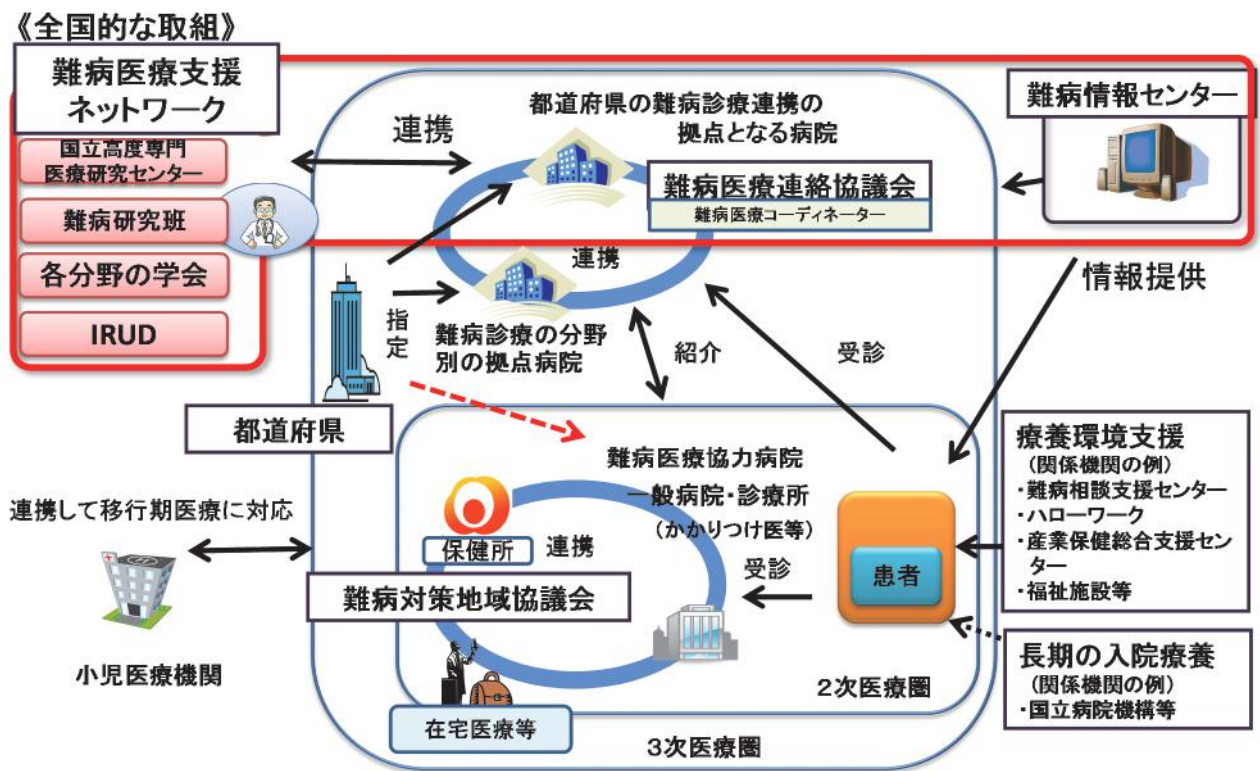 《全国的な取組》
難病医療支援
ネットワーク
国立高度専門
医療研究センター
難病研究班
各分野の学会
IRUD
連携
都道府県の難病診療連携の
拠点となる病院
難病医療連絡協議会
難病医療コーディネーター
連携
難病情報センター
情報提供
指定
難病診療の分野
別の拠点病院
紹介
受診
都道府県
難病医療協力病院
一般病院・診療所
（かかりつけ医等）
保健所
連携
難病対策地域協議会
受診
患者
在宅医療等
2次医療圏
3次医療圏
連携して移行期医療に対応
小児医療機関
療養環境支援
(関係機関の例)
・難病相談支援センター
・ハローワーク
・産業保健総合支援セン
ター
・福祉施設等
長期の入院療養
(関係機関の例)
・国立病院機構等